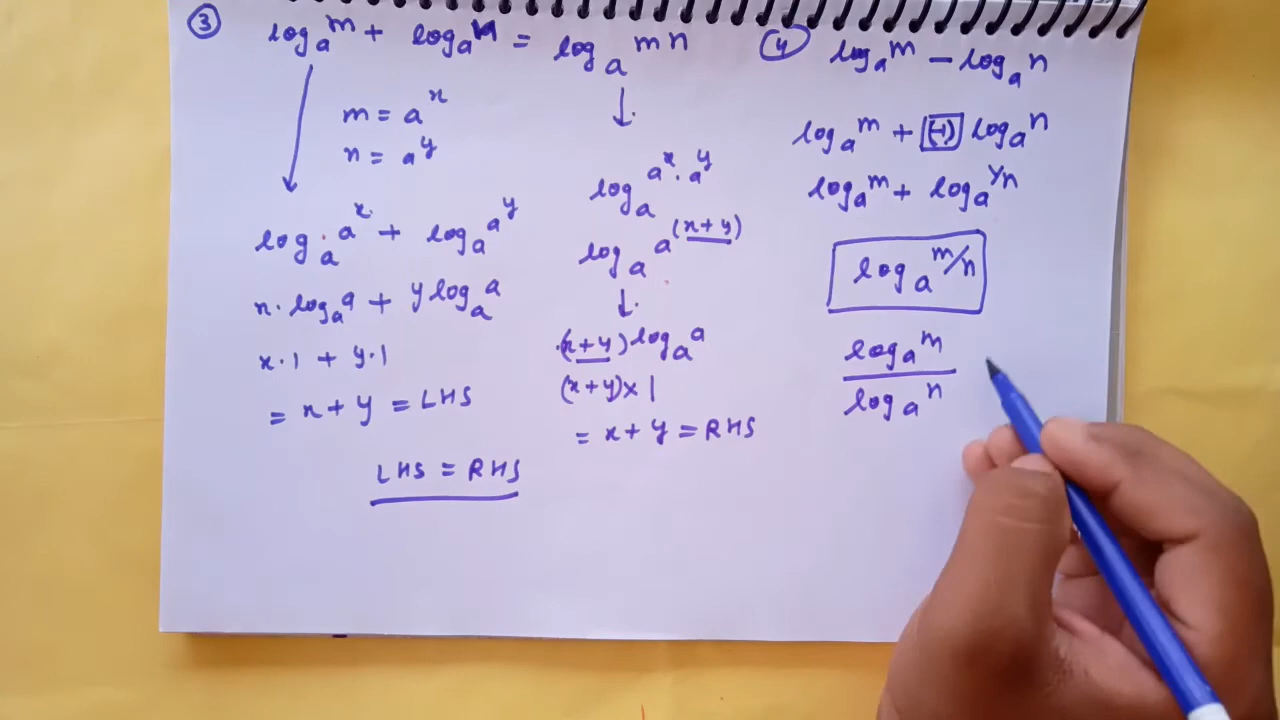 ③ log_a^m + log_a^n = log_a^mn
m = a^x
n = a^y
log_a a^x + log_a a^y
x · log_a^a + y log_a^a
x · 1 + y · 1
= x + y = LHS
log_a a^x · a^y
log_a a^(x+y)
(x+y) log_a^a
(x+y) x 1
= x + y = RHS
LHS = RHS
④ log_a^m - log_a^n
log_a^m + (-1) log_a^n
log_a^m + log_a^1/n
log_a^m/n
log_a^m
log_a^n